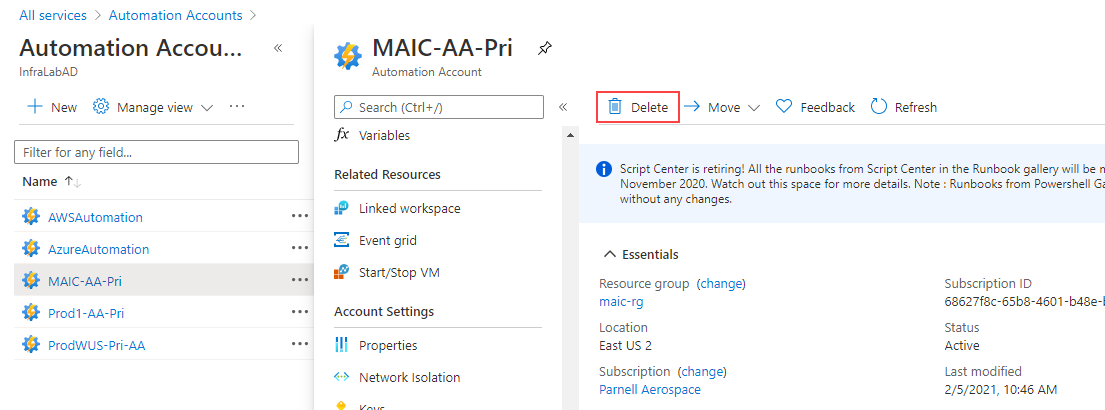 All services > Automation Accounts >
Automation Accou... «
InfraLabAD
+ New Manage view ...
Filter for any field...
Name ↑↓
AWSAutomation ...
AzureAutomation ...
MAIC-AA-Pri ...
Prod1-AA-Pri ...
ProdWUS-Pri-AA ...
MAIC-AA-Pri
Automation Account
Search (Ctrl+/) «
fx Variables
Related Resources
Linked workspace
Event grid
Start/Stop VM
Account Settings
Properties
Network Isolation
Keys
Delete Move Feedback Refresh
Script Center is retiring! All the runbooks from Script Center in the Runbook gallery will be
November 2020. Watch out this space for more details. Note : Runbooks from Powershell
without any changes.
Essentials
Resource group (change)
maic-rg
Location
East US 2
Subscription (change)
Parnell Aerospace
Subscription ID
68627f8c-65b8-4601-b48e-
Status
Active
Last modified
2/5/2021, 10:46 AM